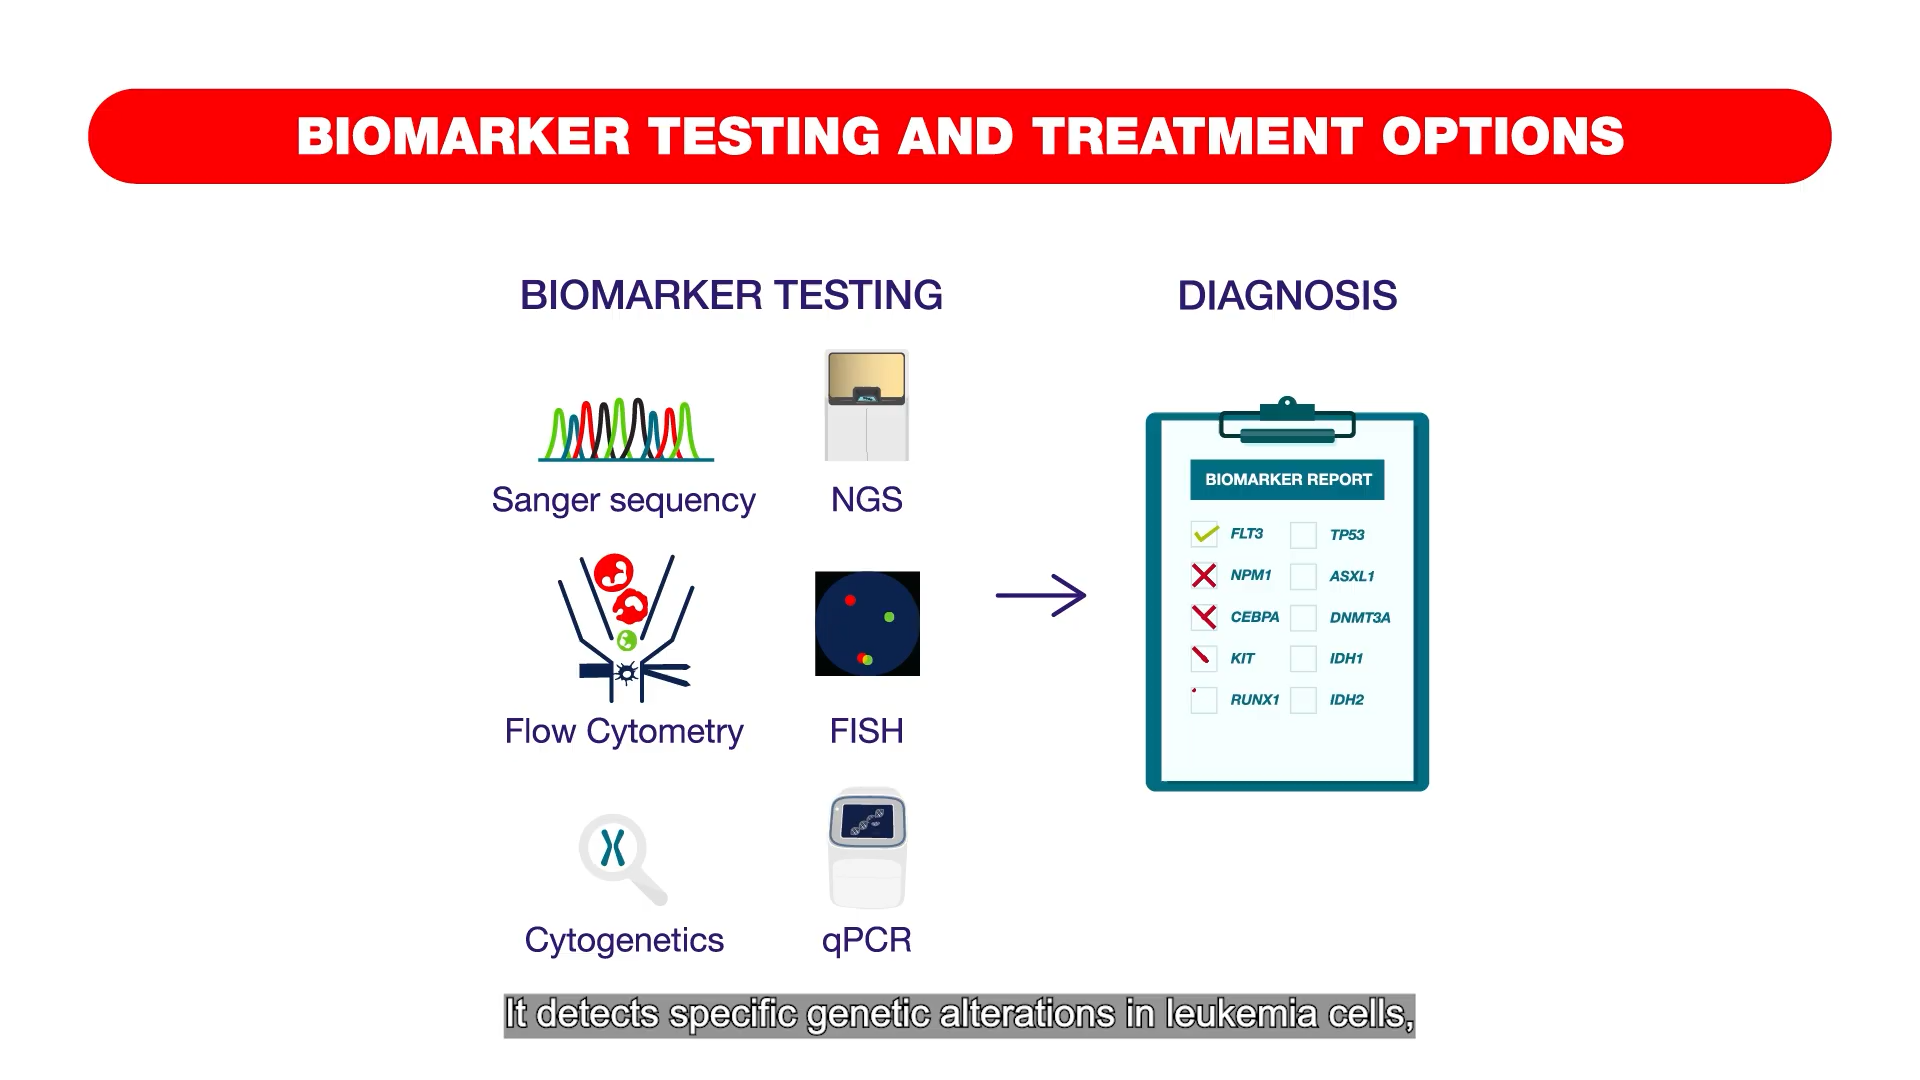 BIOMARKER TESTING AND TREATMENT OPTIONS
BIOMARKER TESTING
DIAGNOSIS
Sanger sequency
NGS
Flow Cytometry
FISH
Cytogenetics
qPCR
BIOMARKER REPORT
FLT3
TP53
NPM1
ASXL1
CEBPA
DNMT3A
KIT
IDH1
RUNX1
IDH2
It detects specific genetic alterations in leukemia cells,